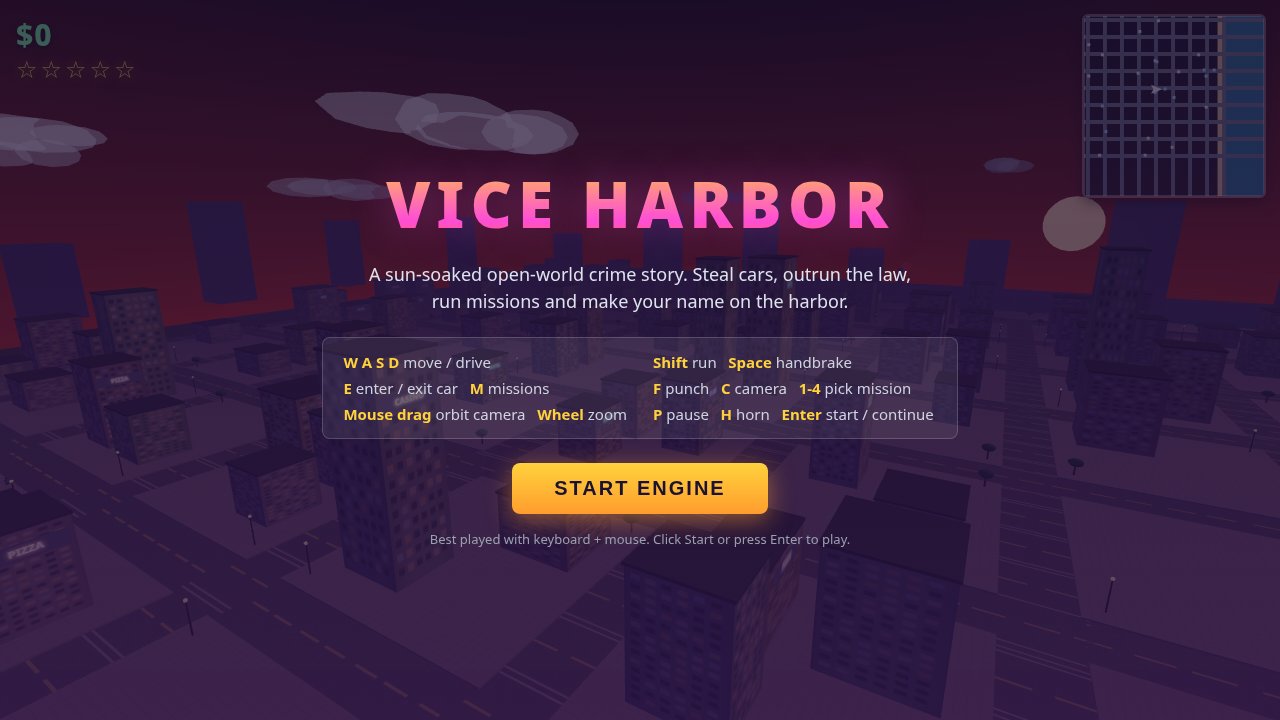 $0
☆☆☆☆☆
VICE HARBOR
A sun-soaked open-world crime story. Steal cars, outrun the law,
run missions and make your name on the harbor.
W A S D move / drive
Shift run Space handbrake
E enter / exit car M missions
F punch C camera 1-4 pick mission
Mouse drag orbit camera Wheel zoom
P pause H horn Enter start / continue
PIZZA
CASINO
START ENGINE
Best played with keyboard + mouse. Click Start or press Enter to play.
PIZZA